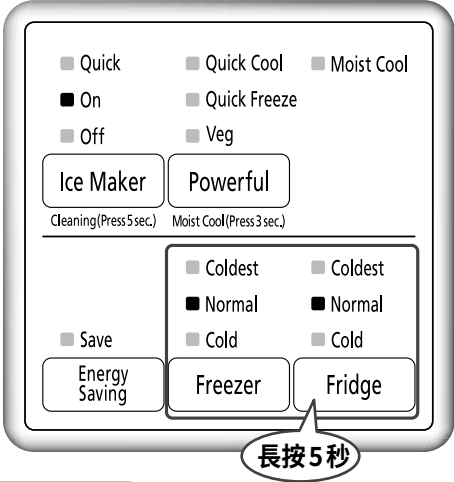 Quick Quick Cool Moist Cool
On Quick Freeze
Off Veg
Ice Maker Powerful
Cleaning(Press 5 sec.) Moist Cool(Press 3 sec.)
Coldest Coldest
Normal Normal
Save Cold Cold
Energy Saving Freezer Fridge
長按5秒